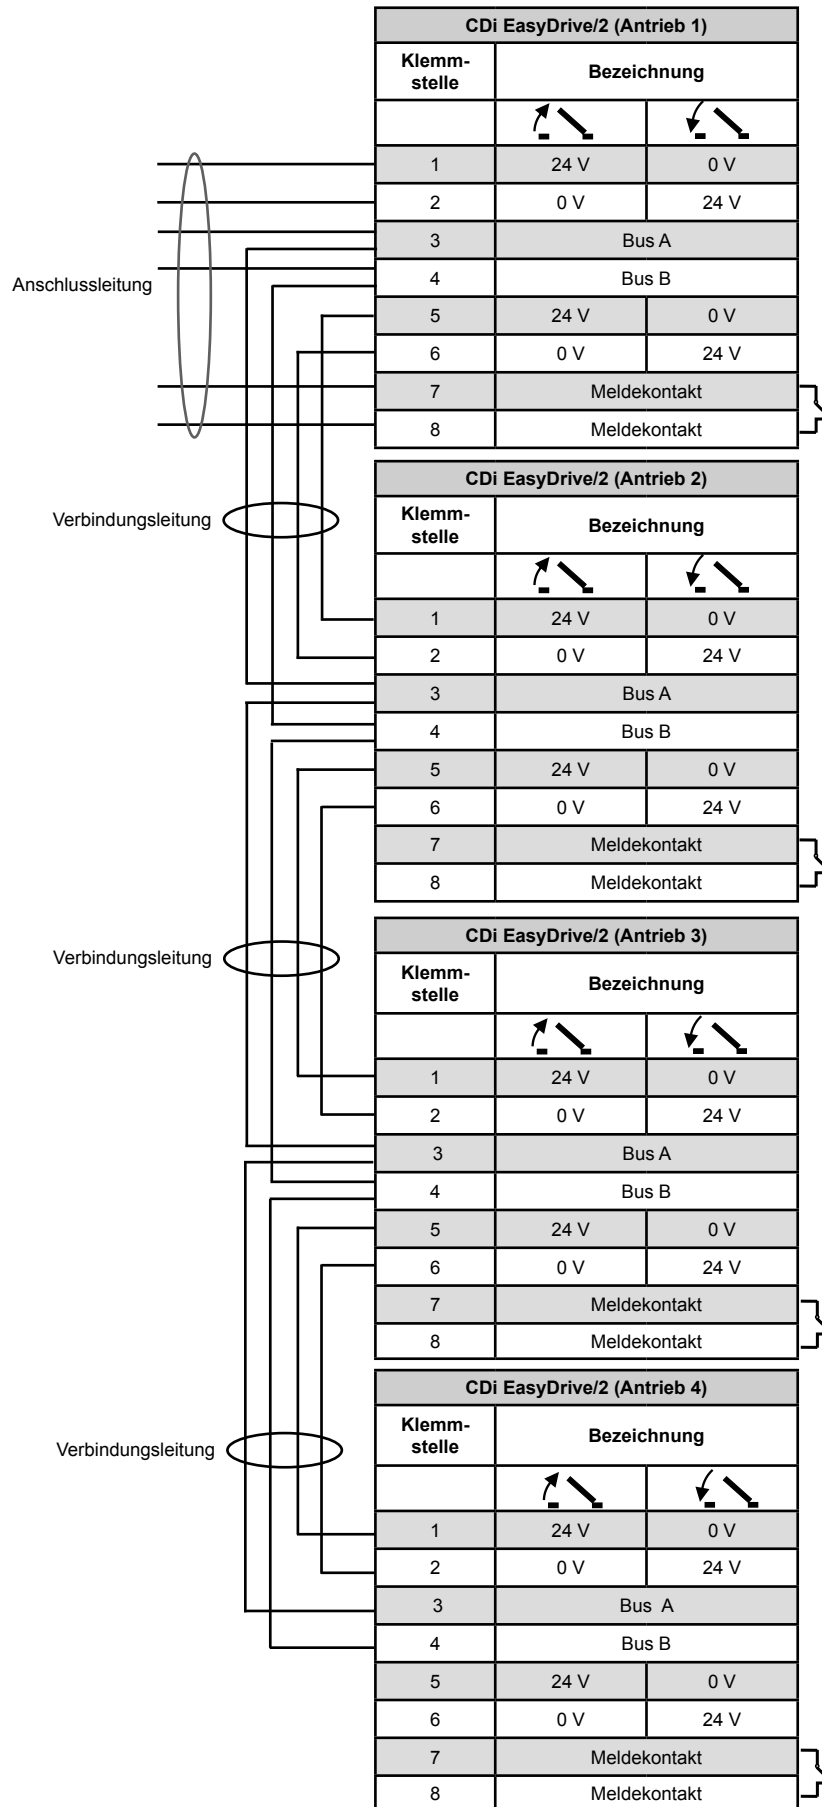 CDi EasyDrive/2 (Antrieb 1)
Klemm-
stelle
Bezeichnung
1 24 V 0 V
2 0 V 24 V
3 Bus A
4 Bus B
Anschlussleitung
5 24 V 0 V
6 0 V 24 V
7 Meldekontakt
8 Meldekontakt
CDi EasyDrive/2 (Antrieb 2)
Verbindungsleitung
Klemm-
stelle
Bezeichnung
1 24 V 0 V
2 0 V 24 V
3 Bus A
4 Bus B
5 24 V 0 V
6 0 V 24 V
7 Meldekontakt
8 Meldekontakt
CDi EasyDrive/2 (Antrieb 3)
Verbindungsleitung
Klemm-
stelle
Bezeichnung
1 24 V 0 V
2 0 V 24 V
3 Bus A
4 Bus B
5 24 V 0 V
6 0 V 24 V
7 Meldekontakt
8 Meldekontakt
CDi EasyDrive/2 (Antrieb 4)
Verbindungsleitung
Klemm-
stelle
Bezeichnung
1 24 V 0 V
2 0 V 24 V
3 Bus A
4 Bus B
5 24 V 0 V
6 0 V 24 V
7 Meldekontakt
8 Meldekontakt